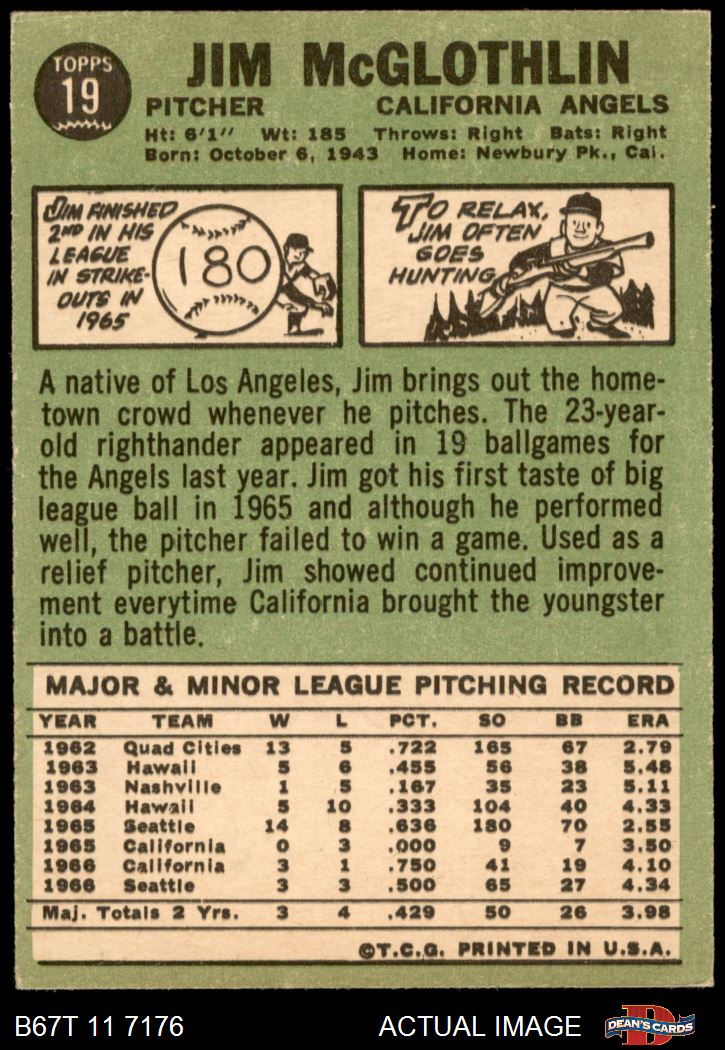 TOPPS
19
JIM McGLOTHLIN
PITCHER CALIFORNIA ANGELS
Ht: 6'1" Wt: 185 Throws: Right Bats: Right
Born: October 6, 1943 Home: Newbury Pk., Cal.
JIM FINISHED
2ND IN HIS
LEAGUE
IN STRIKE-
OUTS IN
1965
180
TO RELAX,
JIM OFTEN
GOES
HUNTING
A native of Los Angeles, Jim brings out the home-
town crowd whenever he pitches. The 23-year-
old righthander appeared in 19 ballgames for
the Angels last year. Jim got his first taste of big
league ball in 1965 and although he performed
well, the pitcher failed to win a game. Used as a
relief pitcher, Jim showed continued improve-
ment everytime California brought the youngster
into a battle.
MAJOR & MINOR LEAGUE PITCHING RECORD
YEAR TEAM W L PCT. SO BB ERA
1962 Quad Cities 13 5 .722 165 67 2.79
1963 Hawaii 5 6 .455 56 38 5.48
1963 Nashville 1 5 .167 35 23 5.11
1964 Hawaii 5 10 .333 104 40 4.33
1965 Seattle 14 8 .636 180 70 2.55
1965 California 0 3 .000 9 7 3.50
1966 California 3 1 .750 41 19 4.10
1966 Seattle 3 3 .500 65 27 4.34
Maj. Totals 2 Yrs. 3 4 .429 50 26 3.98
©T.C.G. PRINTED IN U.S.A.
B67T 11 7176 ACTUAL IMAGE
D
DEAN'S CARDS